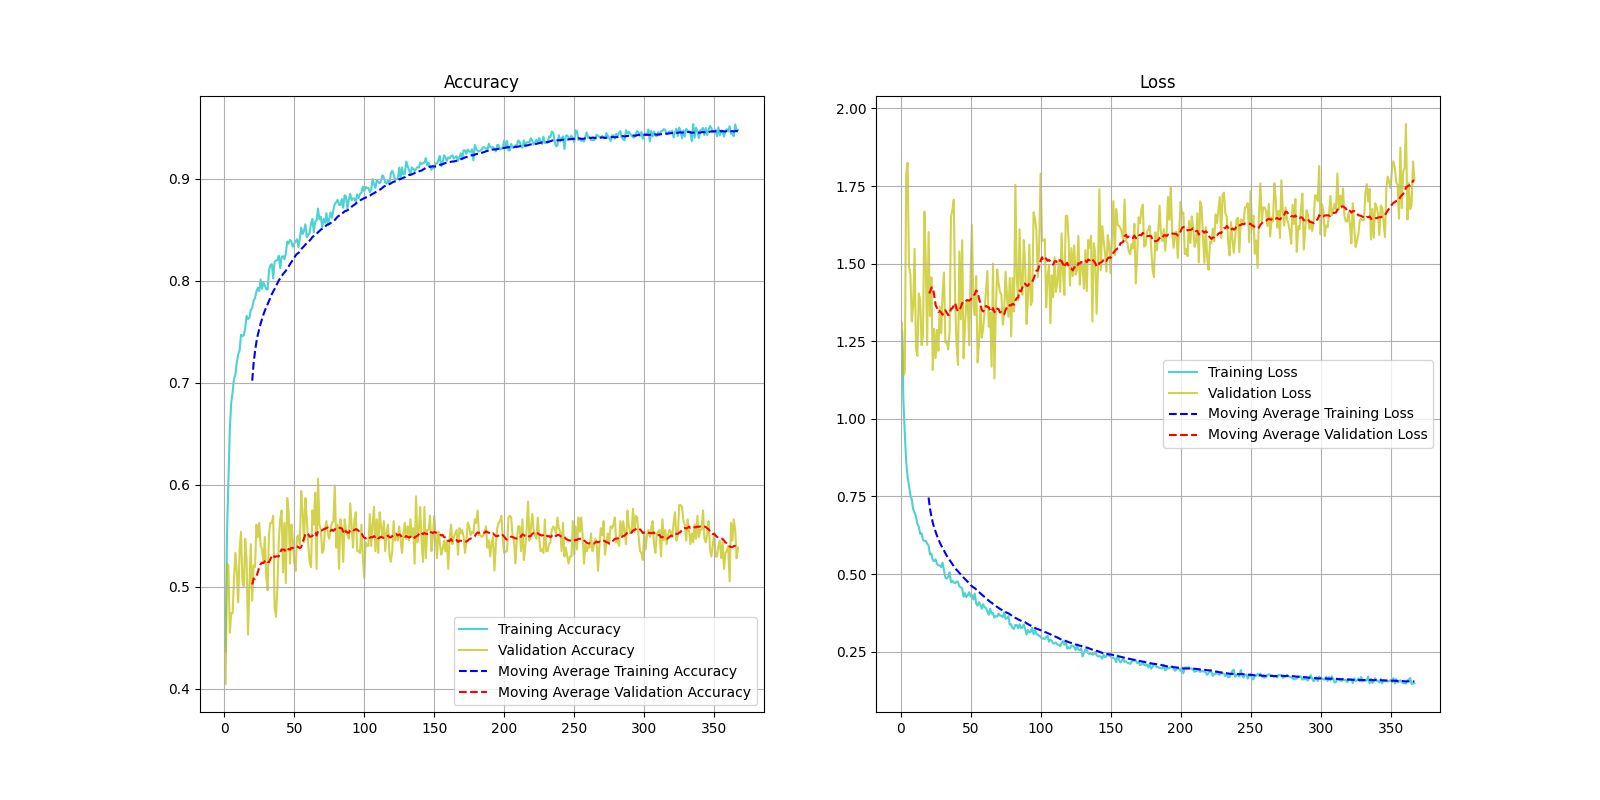 Accuracy
0.9
0.8
0.7
0.6
0.5
0.4
0 50 100 150 200 250 300 350
Training Accuracy
Validation Accuracy
Moving Average Training Accuracy
Moving Average Validation Accuracy
Loss
2.00
1.75
1.50
1.25
1.00
0.75
0.50
0.25
0 50 100 150 200 250 300 350
Training Loss
Validation Loss
Moving Average Training Loss
Moving Average Validation Loss